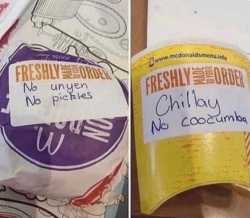 FRESHLY MADE TO ORDER
No unyen
No pickles
www.mcdonaldsmenu.info
FRESHLY MADE TO ORDER
Chillay
No coocumba